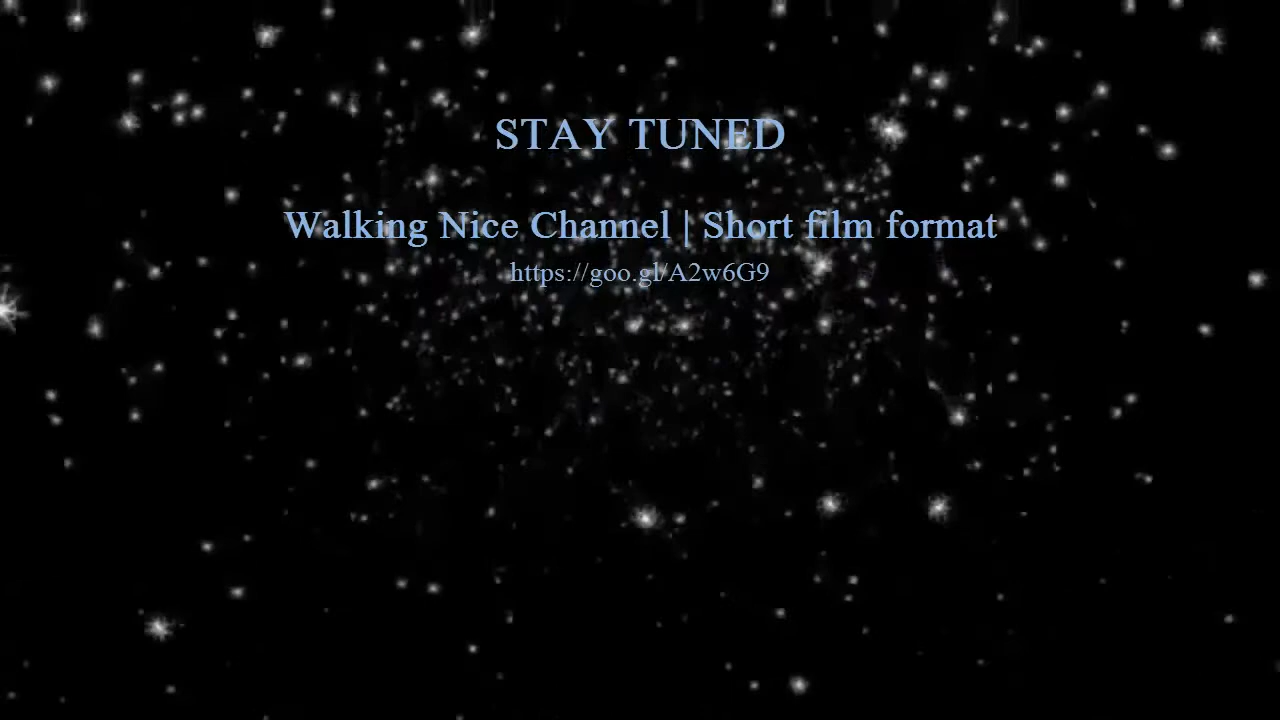 STAY TUNED
Walking Nice Channel | Short film format
https://goo.gl/A2w6G9